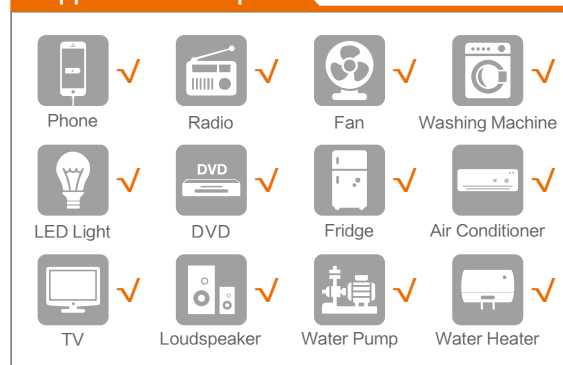 Phone
Radio
Fan
Washing Machine
LED Light
DVD
DVD
Fridge
Air Conditioner
TV
Loudspeaker
Water Pump
Water Heater